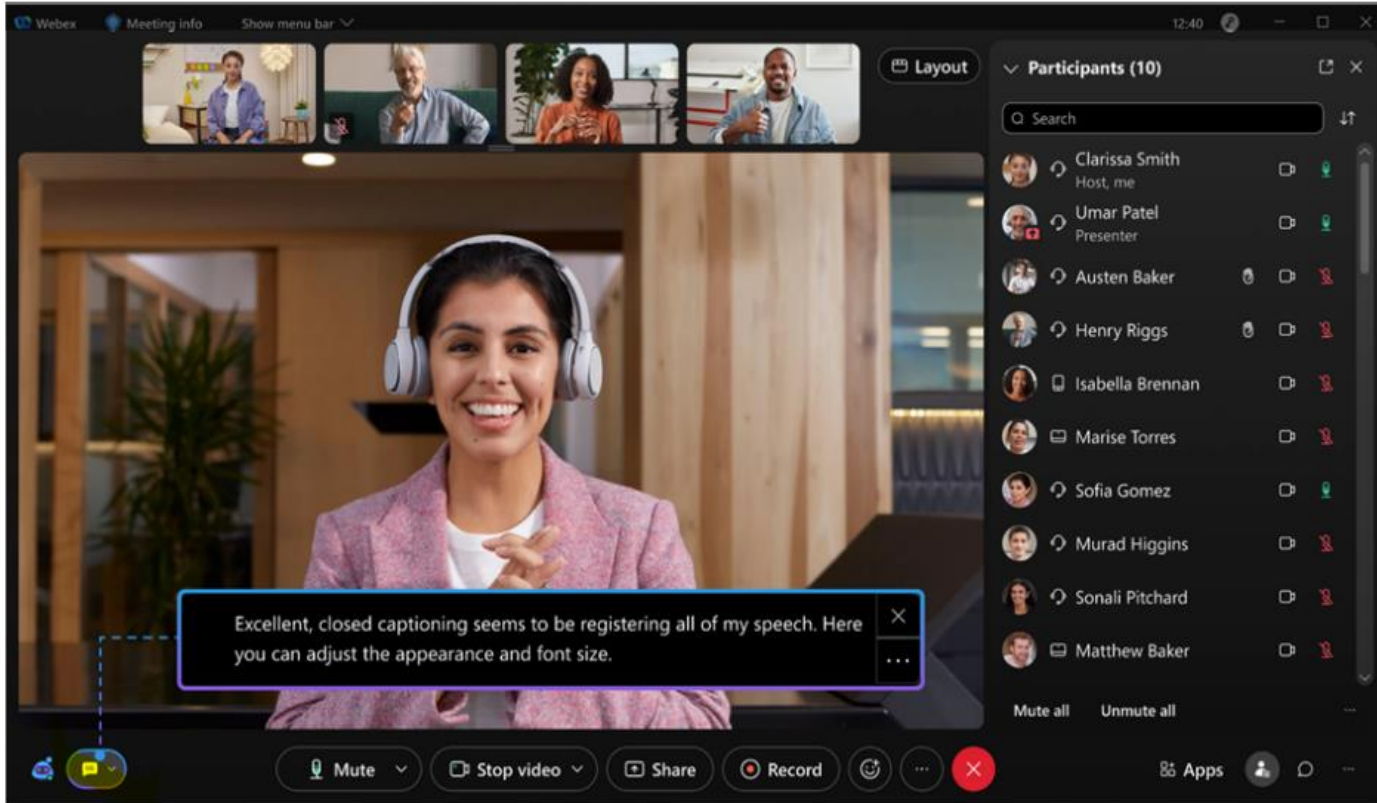 Webex
Meeting info
Show menu bar
12:40
Layout
Participants (10)
Search
Clarissa Smith
Host, me
Umar Patel
Presenter
Austen Baker
Henry Riggs
Isabella Brennan
Marise Torres
Sofia Gomez
Murad Higgins
Sonali Pitchard
Matthew Baker
Excellent, closed captioning seems to be registering all of my speech. Here
you can adjust the appearance and font size.
Mute all Unmute all
Mute
Stop video
Share
Record
Apps